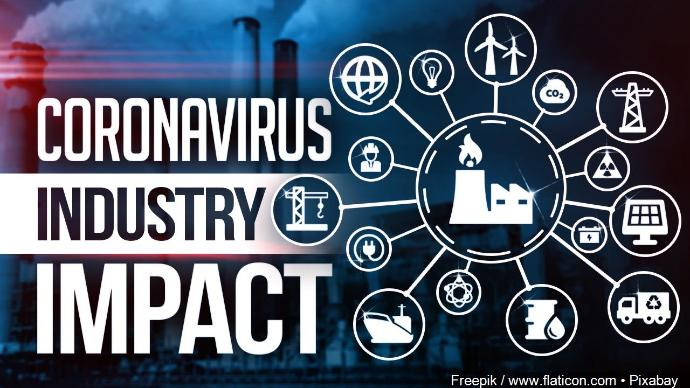 CORONAVIRUS
INDUSTRY
IMPACT
CO2
Freepik / www.flaticon.com • Pixabay